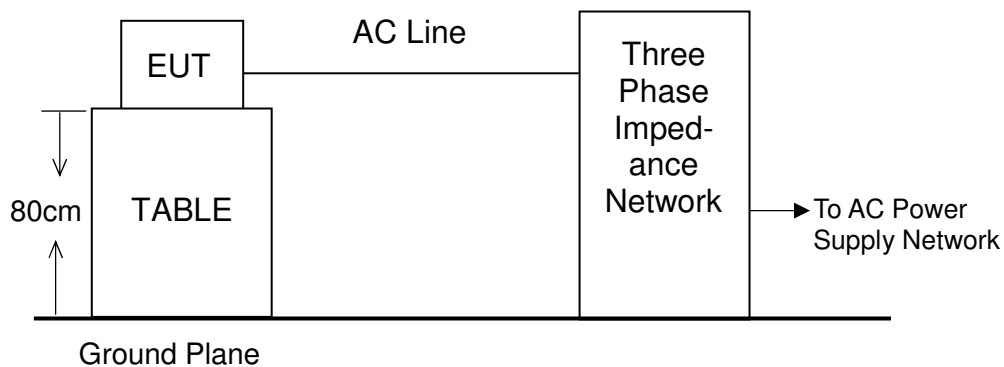 AC Line
EUT
Three
Phase
Imped-
ance
Network
80cm
TABLE
To AC Power
Supply Network
Ground Plane